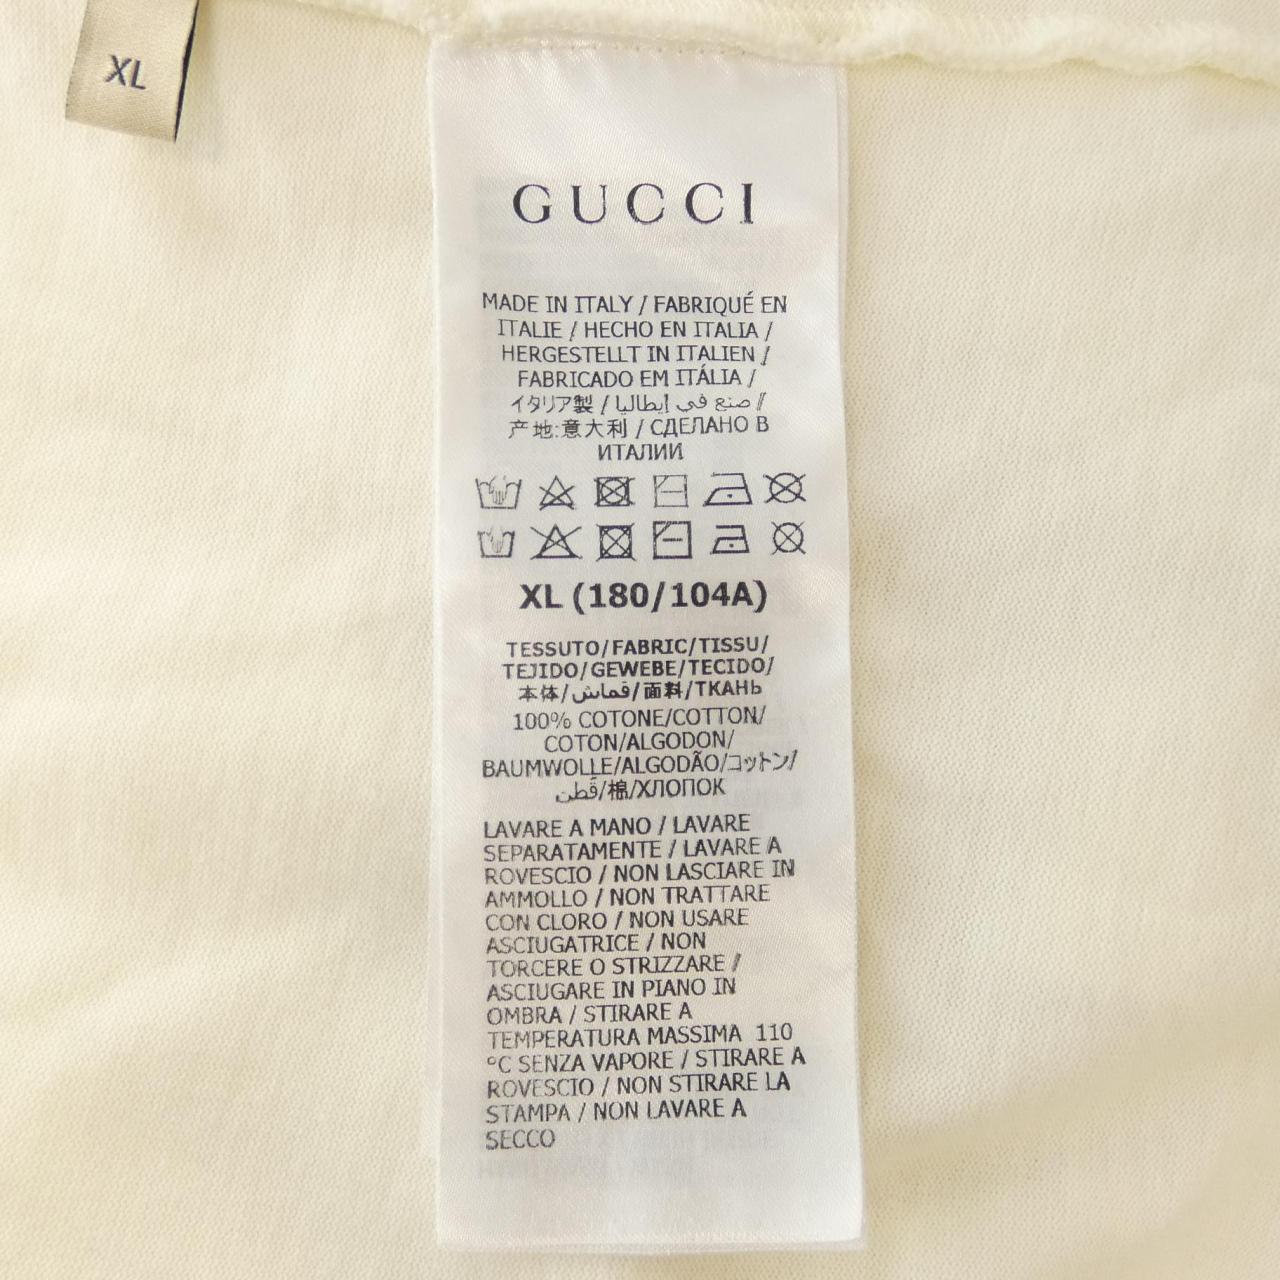 XL
GUCCI
MADE IN ITALY / FABRIQUÉ EN
ITALIE / HECHO EN ITALIA /
HERGESTELLT IN ITALIEN /
FABRICADO EM ITÁLIA /
イタリア製 / صنع في إيطاليا /
产地:意大利 / СДЕЛАНО В
ИТАЛИИ
XL (180/104A)
TESSUTO/FABRIC/TISSU/
TEJIDO/GEWEBE/TECIDO/
本体/قماش/面料/ТКАНЬ
100% COTONE/COTTON/
COTON/ALGODON/
BAUMWOLLE/ALGODÃO/コットン/
قطن/棉/ХЛОПОК
LAVARE A MANO / LAVARE
SEPARATAMENTE / LAVARE A
ROVESCIO / NON LASCIARE IN
AMMOLLO / NON TRATTARE
CON CLORO / NON USARE
ASCIUGATRICE / NON
TORCERE O STRIZZARE /
ASCIUGARE IN PIANO IN
OMBRA / STIRARE A
TEMPERATURA MASSIMA 110
°C SENZA VAPORE / STIRARE A
ROVESCIO / NON STIRARE LA
STAMPA / NON LAVARE A
SECCO